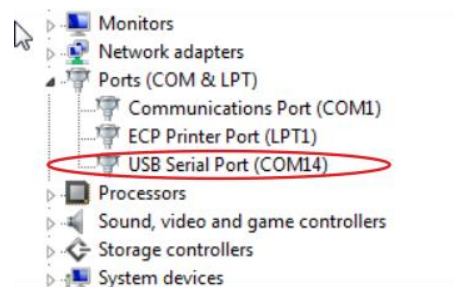 Monitors
Network adapters
Ports (COM & LPT)
Communications Port (COM1)
ECP Printer Port (LPT1)
USB Serial Port (COM14)
Processors
Sound, video and game controllers
Storage controllers
System devices